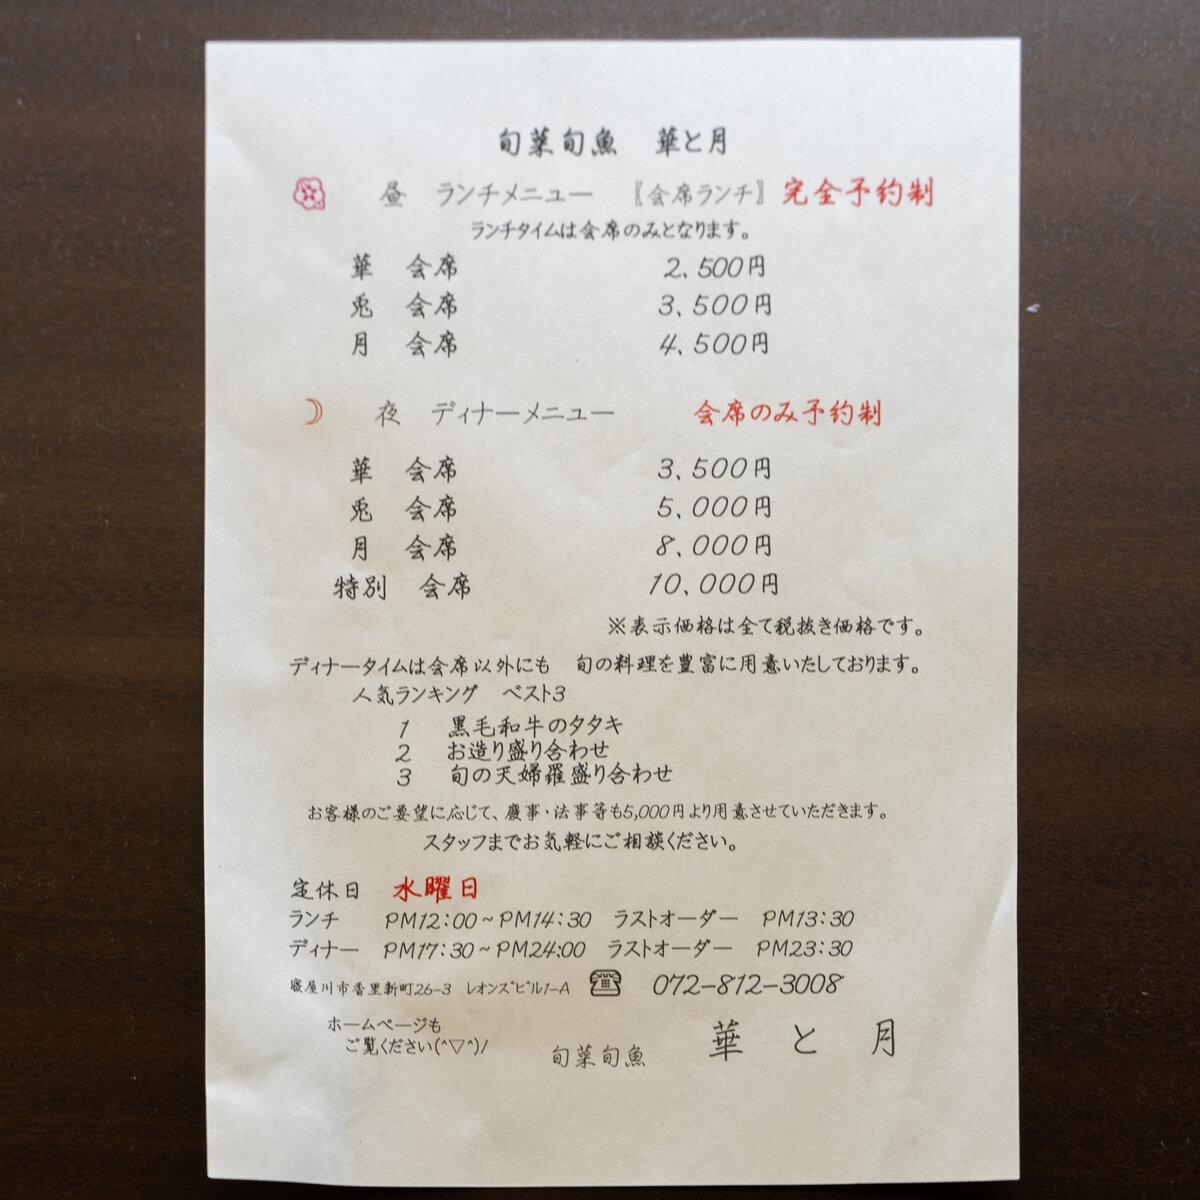 旬菜旬魚　華と月
昼　ランチメニュー　〖会席ランチ〗 完全予約制
ランチタイムは会席のみとなります。
華　会席　2、500円
兎　会席　3、500円
月　会席　4、500円
夜　ディナーメニュー　会席のみ予約制
華　会席　3、500円
兎　会席　5、000円
月　会席　8、000円
特別　会席　10、000円
※表示価格は全て税抜き価格です。
ディナータイムは会席以外にも　旬の料理を豊富に用意いたしております。
人気ランキング　ベスト3
1　黒毛和牛のタタキ
2　お造り盛り合わせ
3　旬の天婦羅盛り合わせ
お客様のご要望に応じて、慶事・法事等も5,000円より用意させていただきます。
スタッフまでお気軽にご相談ください。
定休日　水曜日
ランチ　PM12：00～PM14：30　ラストオーダー　PM13：30
ディナー　PM17：30～PM24:00　ラストオーダー　PM23：30
寝屋川市香里新町26-3　レオンズビル1-A　072-812-3008
ホームページも
ご覧ください(^▽^)/
旬菜旬魚　華　と　月